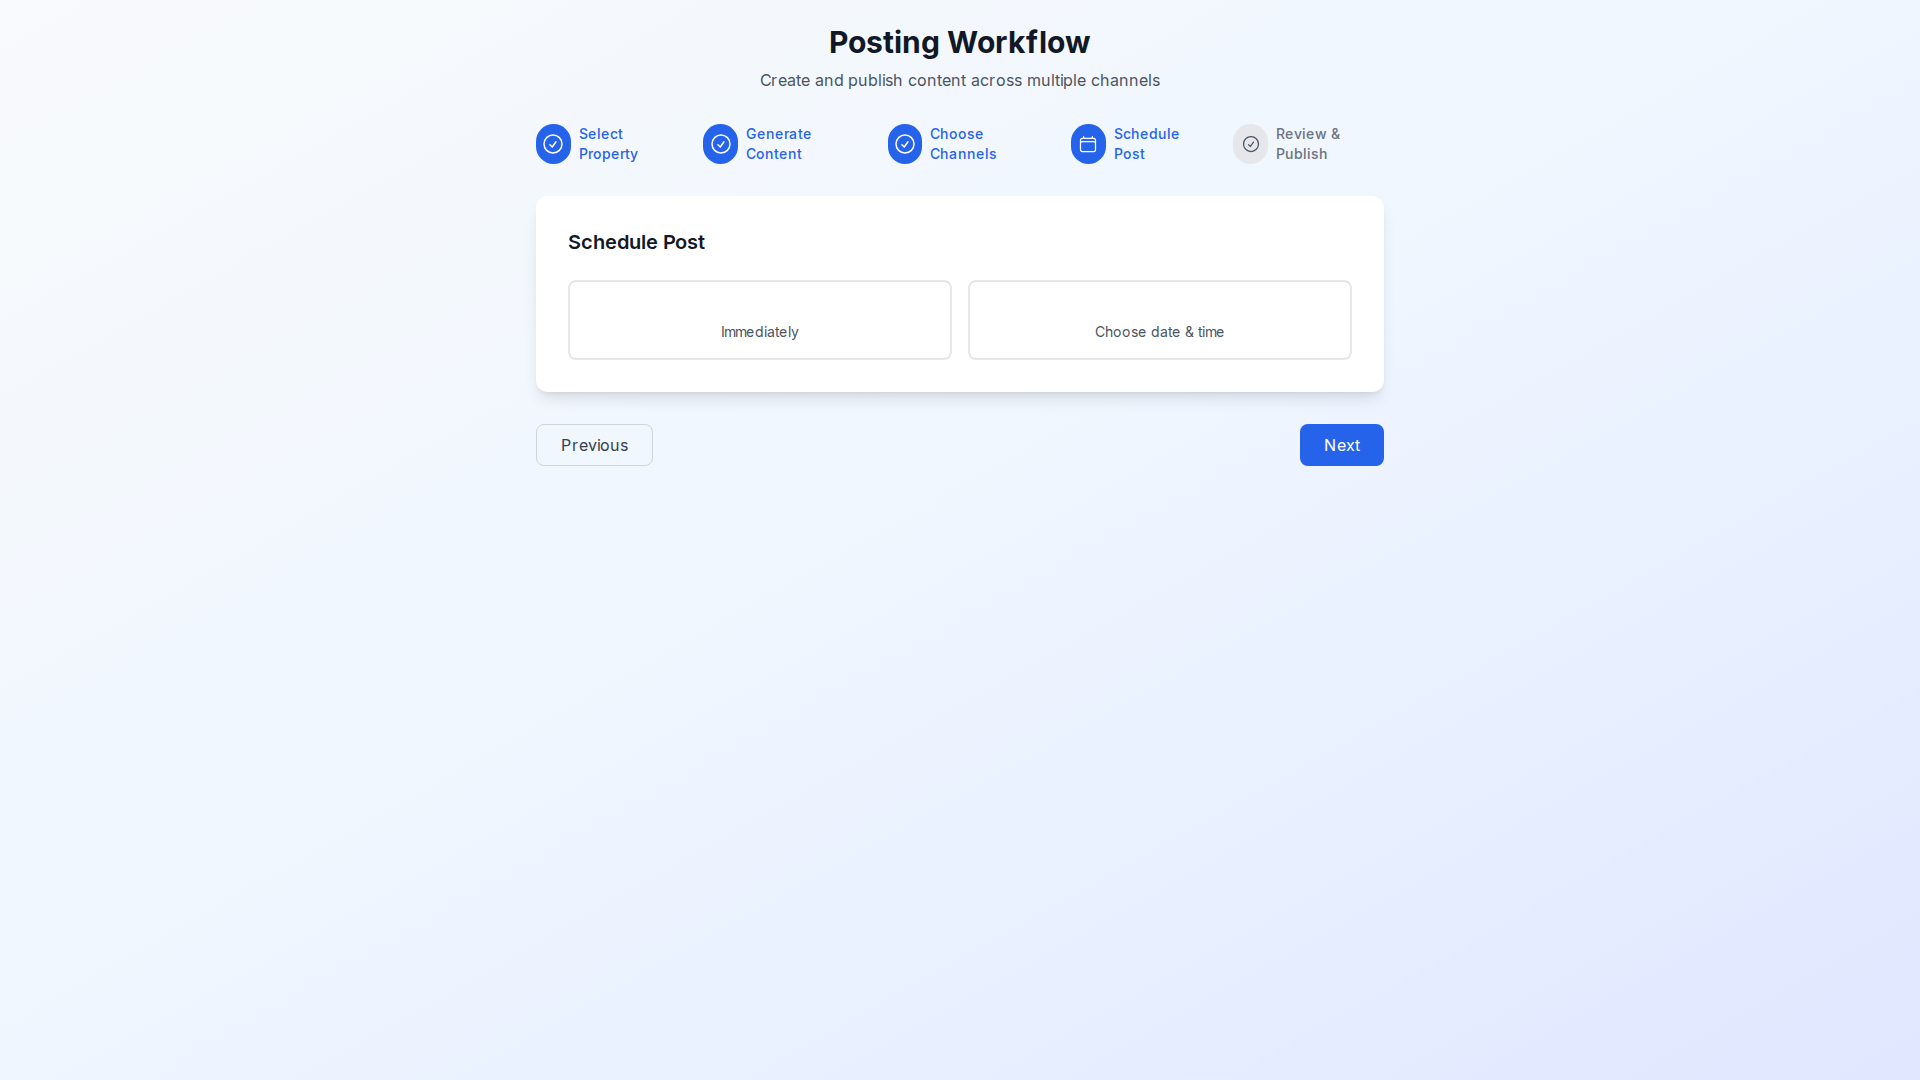 Posting Workflow
Create and publish content across multiple channels
Select
Property
Generate
Content
Choose
Channels
Schedule
Post
Review &
Publish
Schedule Post
Immediately
Choose date & time
Previous
Next